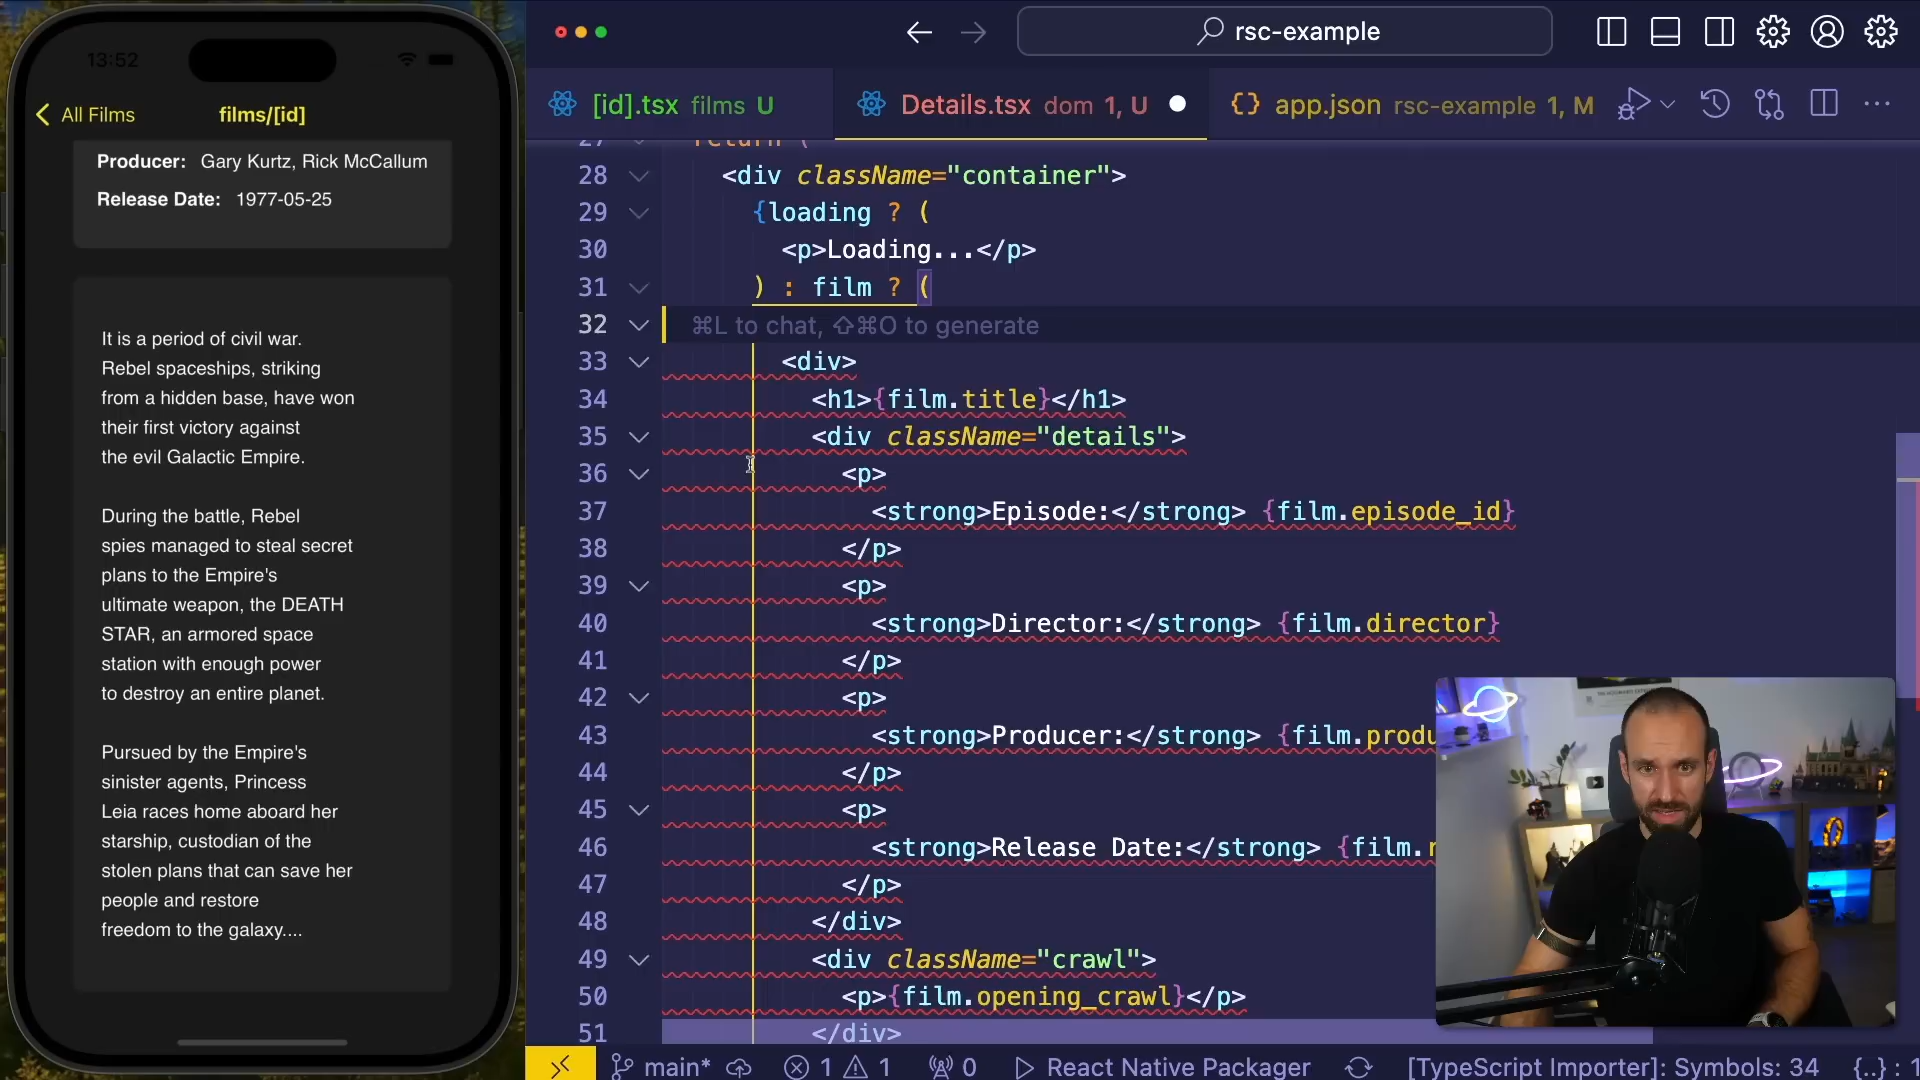 13:52
All Films
films/[id]
Producer: Gary Kurtz, Rick McCallum
Release Date: 1977-05-25
It is a period of civil war.
Rebel spaceships, striking
from a hidden base, have won
their first victory against
the evil Galactic Empire.
During the battle, Rebel
spies managed to steal secret
plans to the Empire's
ultimate weapon, the DEATH
STAR, an armored space
station with enough power
to destroy an entire planet.
Pursued by the Empire's
sinister agents, Princess
Leia races home aboard her
starship, custodian of the
stolen plans that can save her
people and restore
freedom to the galaxy....
rsc-example
[id].tsx films U
Details.tsx dom 1, U
app.json rsc-example 1, M
27 return (
28 <div className="container">
29 {loading ? (
30 <p>Loading...</p>
31 ) : film ? (
32 ⌘L to chat, ⇧⌘O to generate
33 <div>
34 <h1>{film.title}</h1>
35 <div className="details">
36 <p>
37 <strong>Episode:</strong> {film.episode_id}
38 </p>
39 <p>
40 <strong>Director:</strong> {film.director}
41 </p>
42 <p>
43 <strong>Producer:</strong> {film.produ
44 </p>
45 <p>
46 <strong>Release Date:</strong> {film.r
47 </p>
48 </div>
49 <div className="crawl">
50 <p>{film.opening_crawl}</p>
51 </div>
main* 1 1 0 React Native Packager [TypeScript Importer]: Symbols: 34 {..} : 1